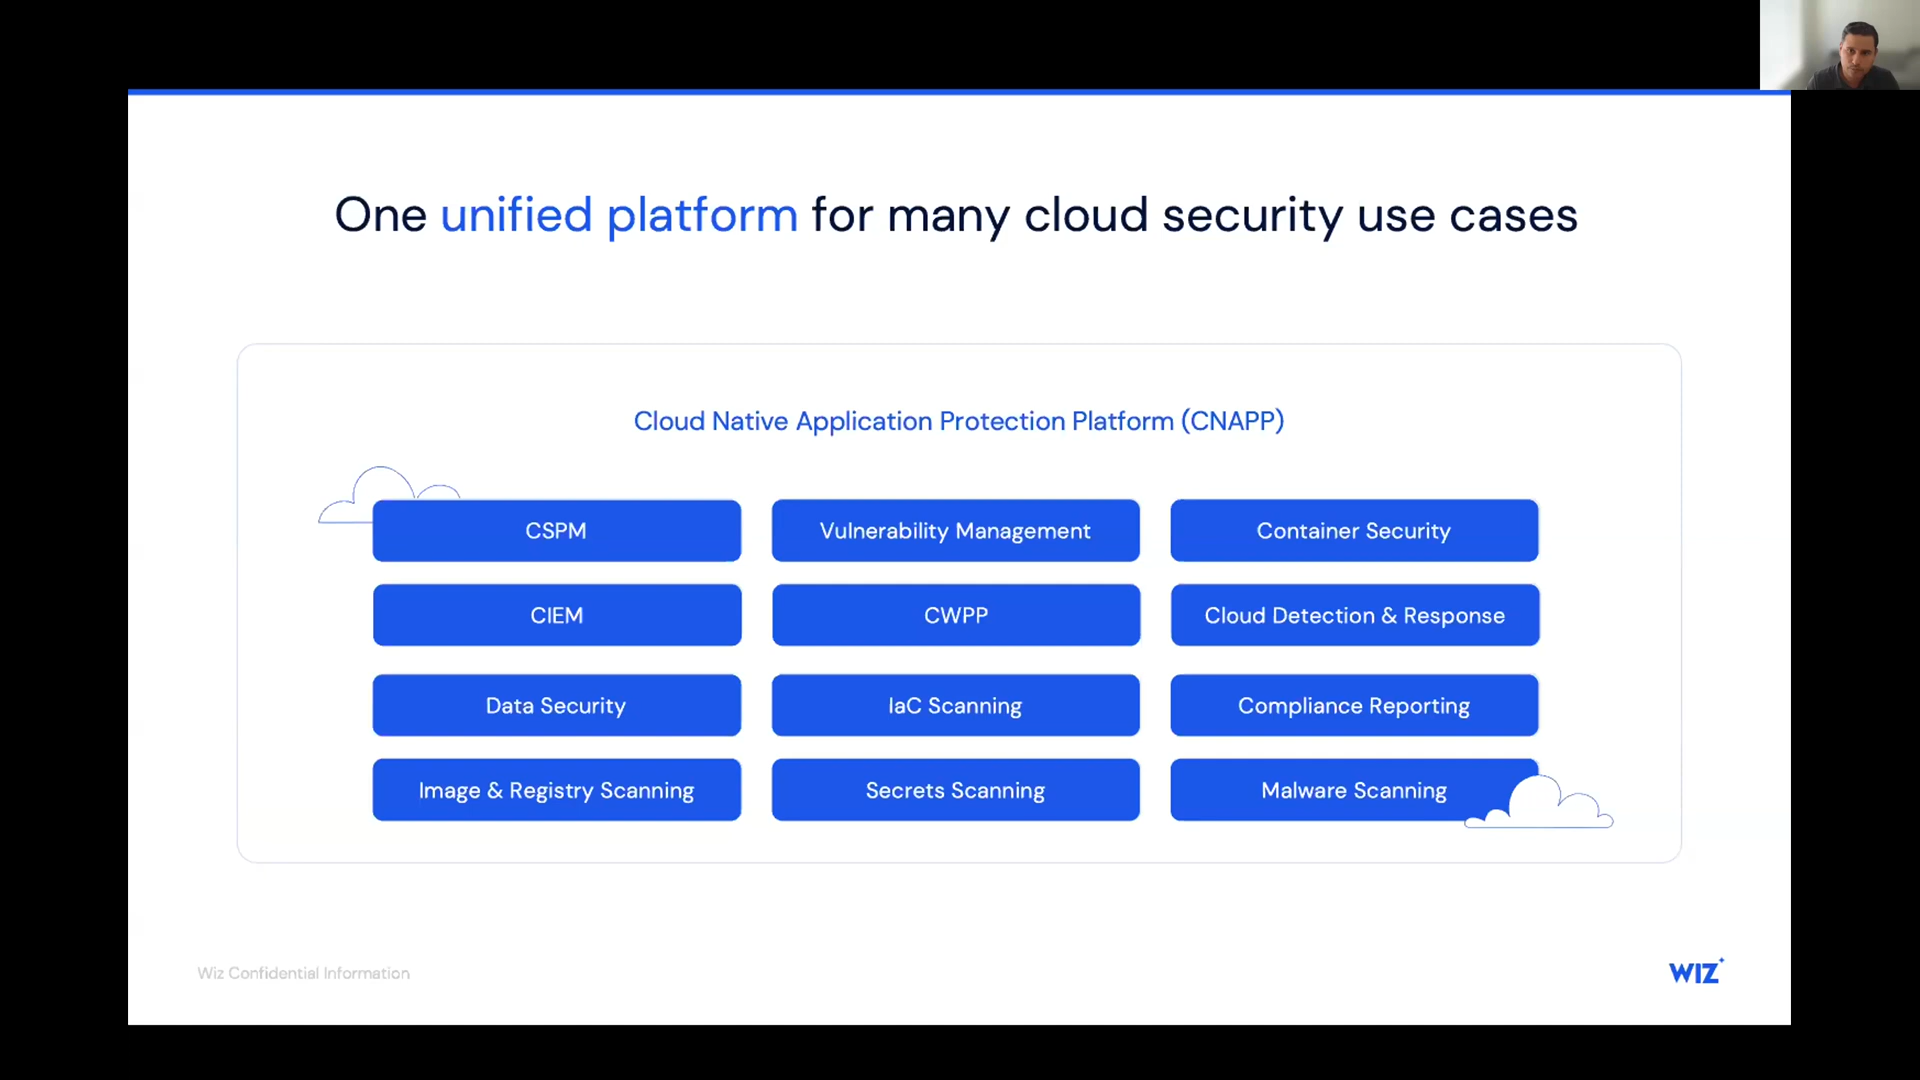 One unified platform for many cloud security use cases
Cloud Native Application Protection Platform (CNAPP)
CSPM
Vulnerability Management
Container Security
CIEM
CWPP
Cloud Detection & Response
Data Security
IaC Scanning
Compliance Reporting
Image & Registry Scanning
Secrets Scanning
Malware Scanning
Wiz Confidential Information
WIZ